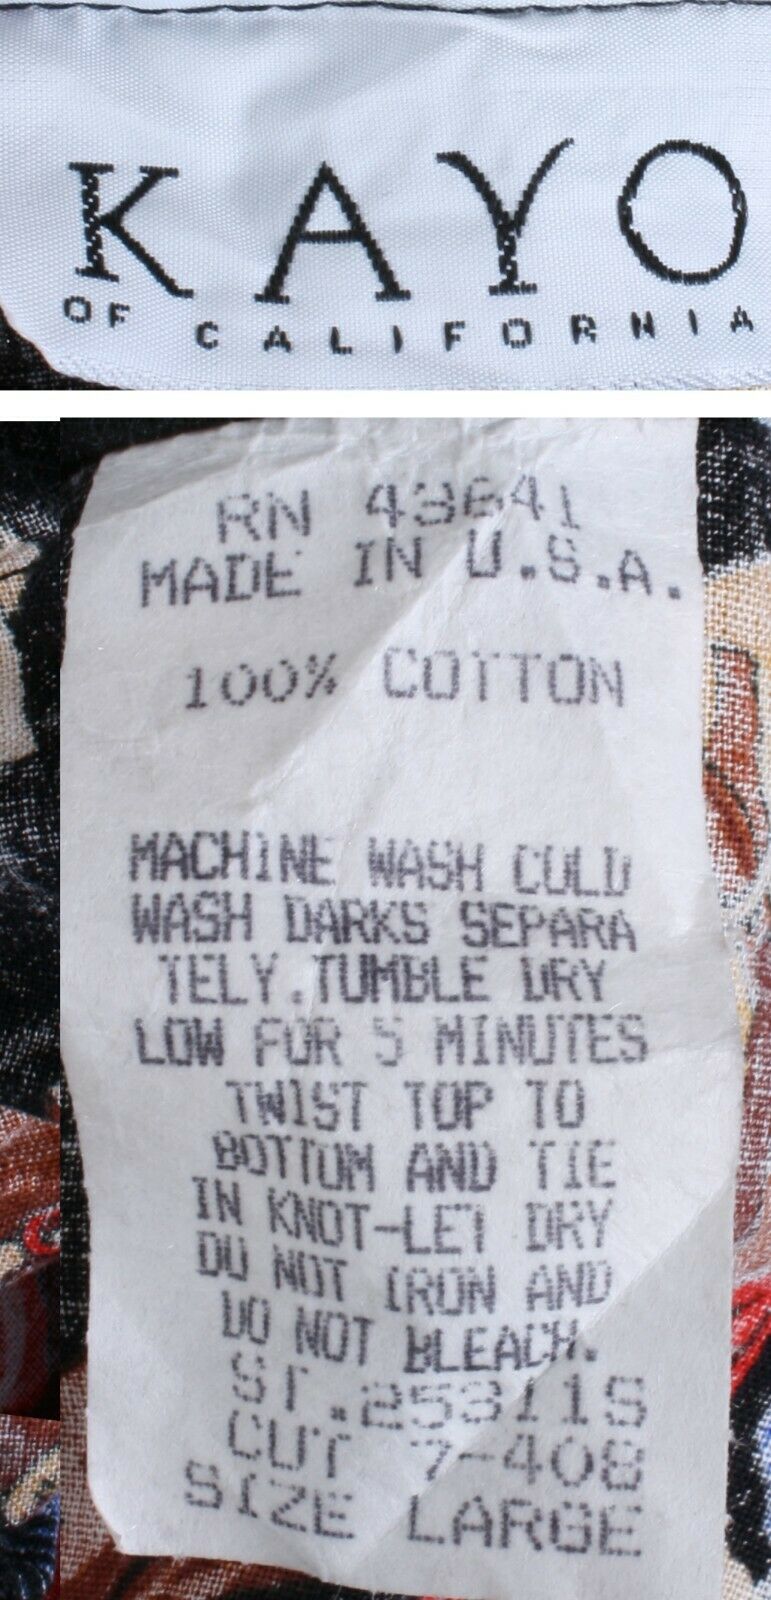 KAYO
OF CALIFORNIA
RN 43641
MADE IN U.S.A.
100% COTTON
MACHINE WASH COLD
WASH DARKS SEPARA
TELY.TUMBLE DRY
LOW FOR 5 MINUTES
TWIST TOP TO
BOTTOM AND TIE
IN KNOT-LET DRY
DO NOT IRON AND
DO NOT BLEACH.
ST.25311S
CUT 7-408
SIZE LARGE